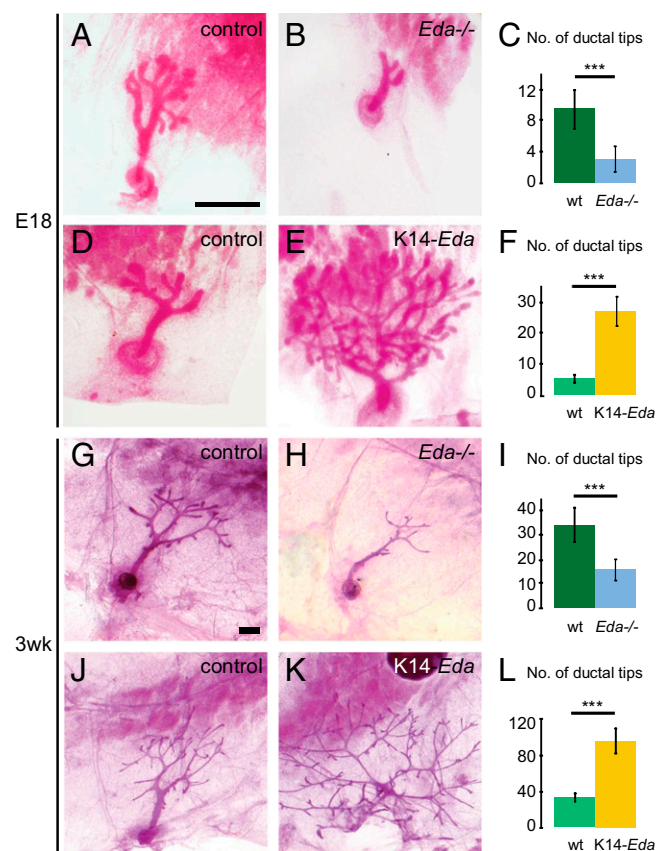 A control
B Eda-/-
C No. of ductal tips
***
12
8
4
0
wt Eda-/-
E18
D control
E K14-Eda
F No. of ductal tips
***
30
20
10
0
wt K14-Eda
G control
H Eda-/-
I No. of ductal tips
***
40
30
20
10
0
wt Eda-/-
3wk
J control
K K14-Eda
L No. of ductal tips
***
120
80
40
0
wt K14-Eda